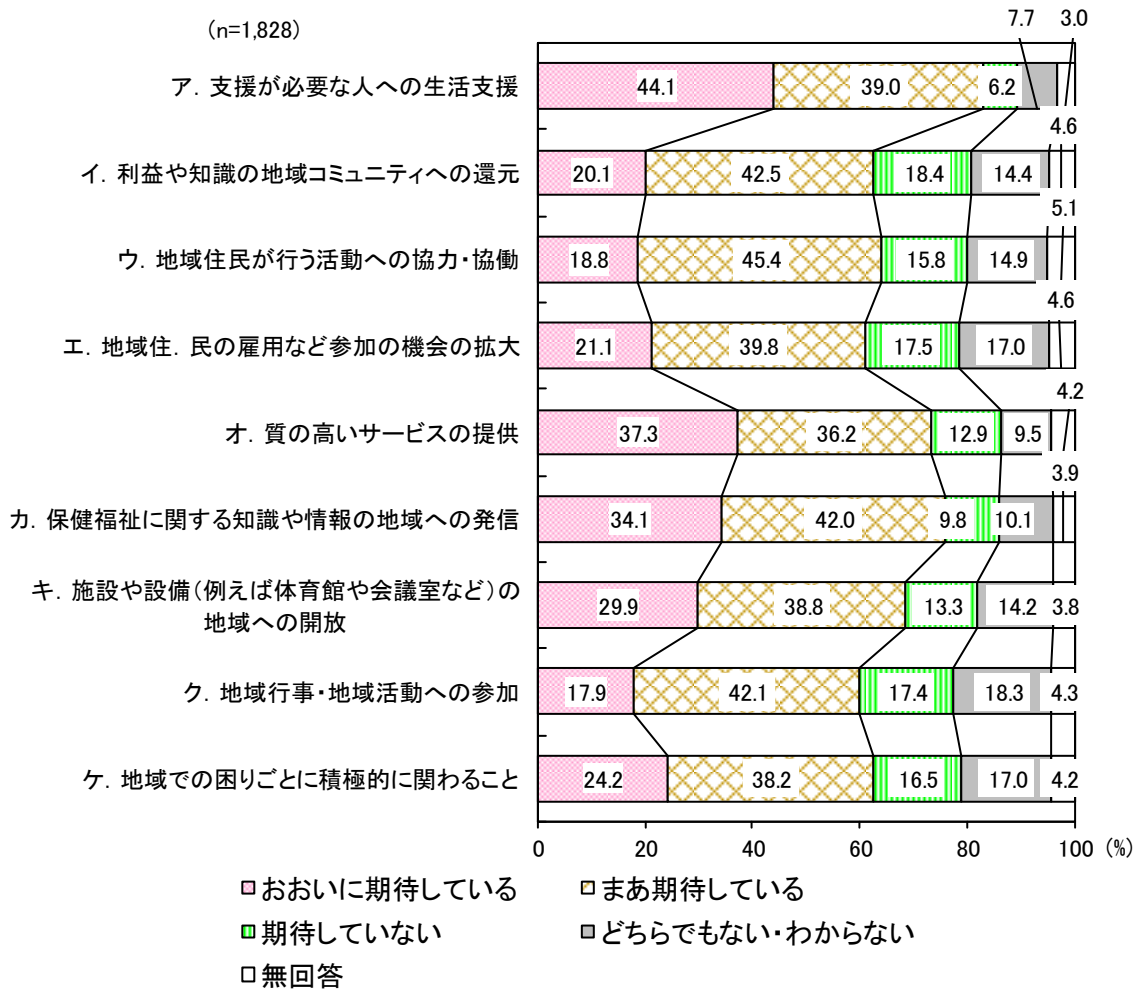 (n=1,828)
7.7 3.0
ア. 支援が必要な人への生活支援 44.1 39.0 6.2
4.6
イ. 利益や知識の地域コミュニティへの還元 20.1 42.5 18.4 14.4
5.1
ウ. 地域住民が行う活動への協力・協働 18.8 45.4 15.8 14.9
4.6
エ. 地域住. 民の雇用など参加の機会の拡大 21.1 39.8 17.5 17.0
4.2
オ. 質の高いサービスの提供 37.3 36.2 12.9 9.5
3.9
カ. 保健福祉に関する知識や情報の地域への発信 34.1 42.0 9.8 10.1
キ. 施設や設備(例えば体育館や会議室など)の
地域への開放 29.9 38.8 13.3 14.2 3.8
ク. 地域行事・地域活動への参加 17.9 42.1 17.4 18.3 4.3
ケ. 地域での困りごとに積極的に関わること 24.2 38.2 16.5 17.0 4.2
0 20 40 60 80 100 (%)
おおいに期待している まあ期待している
期待していない どちらでもない・わからない
無回答